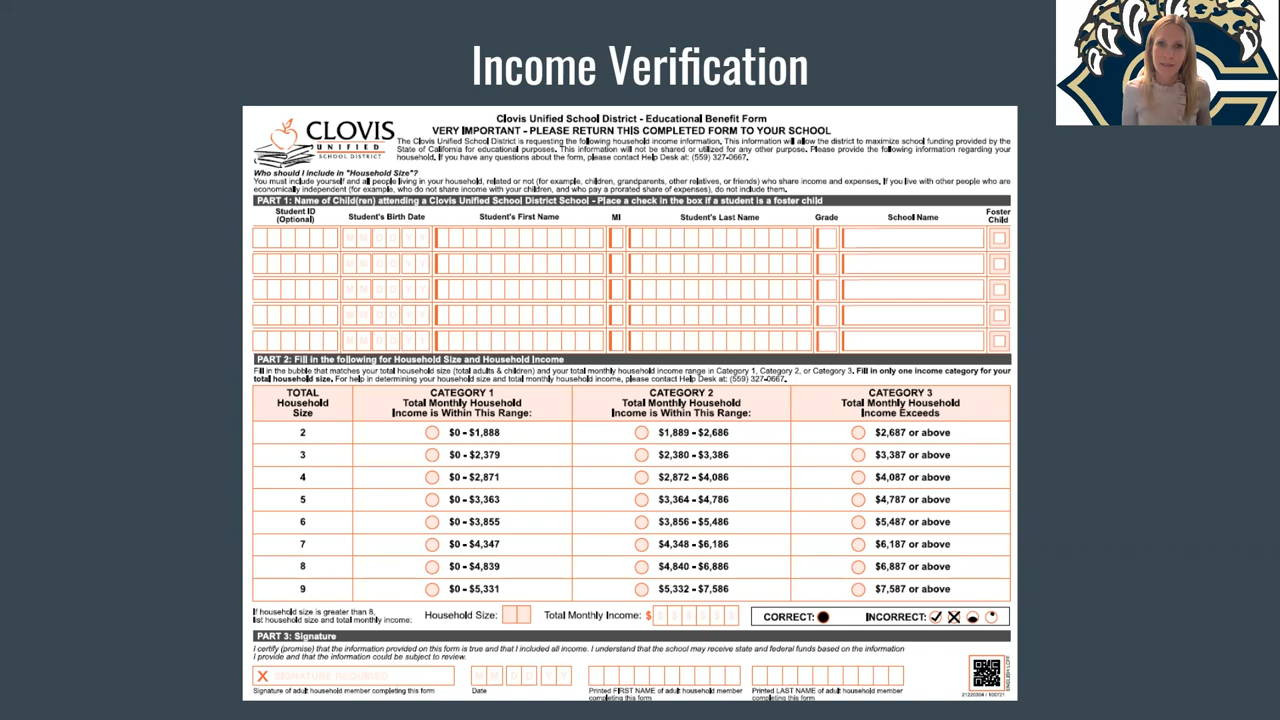 Income Verification
CLOVIS
UNIFIED
SCHOOL DISTRICT
Clovis Unified School District - Educational Benefit Form
VERY IMPORTANT - PLEASE RETURN THIS COMPLETED FORM TO YOUR SCHOOL
The Clovis Unified School District is requesting the following household income information. This information will allow the district to maximize school funding provided by the
State of California for educational purposes. This information will not be shared or utilized for any other purpose. Please provide the following information regarding your
household. If you have any questions about the form, please contact Help Desk at: (559) 327-0667.
Who should I include in "Household Size"?
You must include yourself and all people living in your household, related or not (for example, children, grandparents, other relatives, or friends) who share income and expenses. If you live with other people who are
economically independent (for example, who do not share income with your children, and who pay a prorated share of expenses), do not include them.
PART 1: Name of Child(ren) attending a Clovis Unified School District School - Place a check in the box if a student is a foster child
Student ID (Optional) Student's Birth Date Student's First Name MI Student's Last Name Grade School Name Foster Child
M M D D Y Y
M M D D Y Y
M M D D Y Y
M M D D Y Y
M M D D Y Y
PART 2: Fill in the following for Household Size and Household Income
Fill in the bubble that matches your total household size (total adults & children) and your total monthly household income range in Category 1, Category 2, or Category 3. Fill in only one income category for your
total household size. For help in determining your household size and total monthly household income, please contact Help Desk at: (559) 327-0667.
TOTAL Household Size CATEGORY 1 Total Monthly Household Income is Within This Range: CATEGORY 2 Total Monthly Household Income is Within This Range: CATEGORY 3 Total Monthly Household Income Exceeds
2 $0 - $1,888 $1,889 - $2,686 $2,687 or above
3 $0 - $2,379 $2,380 - $3,386 $3,387 or above
4 $0 - $2,871 $2,872 - $4,086 $4,087 or above
5 $0 - $3,363 $3,364 - $4,786 $4,787 or above
6 $0 - $3,855 $3,856 - $5,486 $5,487 or above
7 $0 - $4,347 $4,348 - $6,186 $6,187 or above
8 $0 - $4,839 $4,840 - $6,886 $6,887 or above
9 $0 - $5,331 $5,332 - $7,586 $7,587 or above
If household size is greater than 8,
list household size and total monthly income:
Household Size: Total Monthly Income: $ $ $ $ $ $ $ CORRECT: INCORRECT:
PART 3: Signature
I certify (promise) that the information provided on this form is true and that I included all income. I understand that the school may receive state and federal funds based on the information
I provide and that the information could be subject to review.
X SIGNATURE REQUIRED M M D D Y Y
Signature of adult household member completing this form
Date
Printed FIRST NAME of adult household member
completing this form
Printed LAST NAME of adult household member
completing this form
ENGLISH LCFF
21220304 / 100721